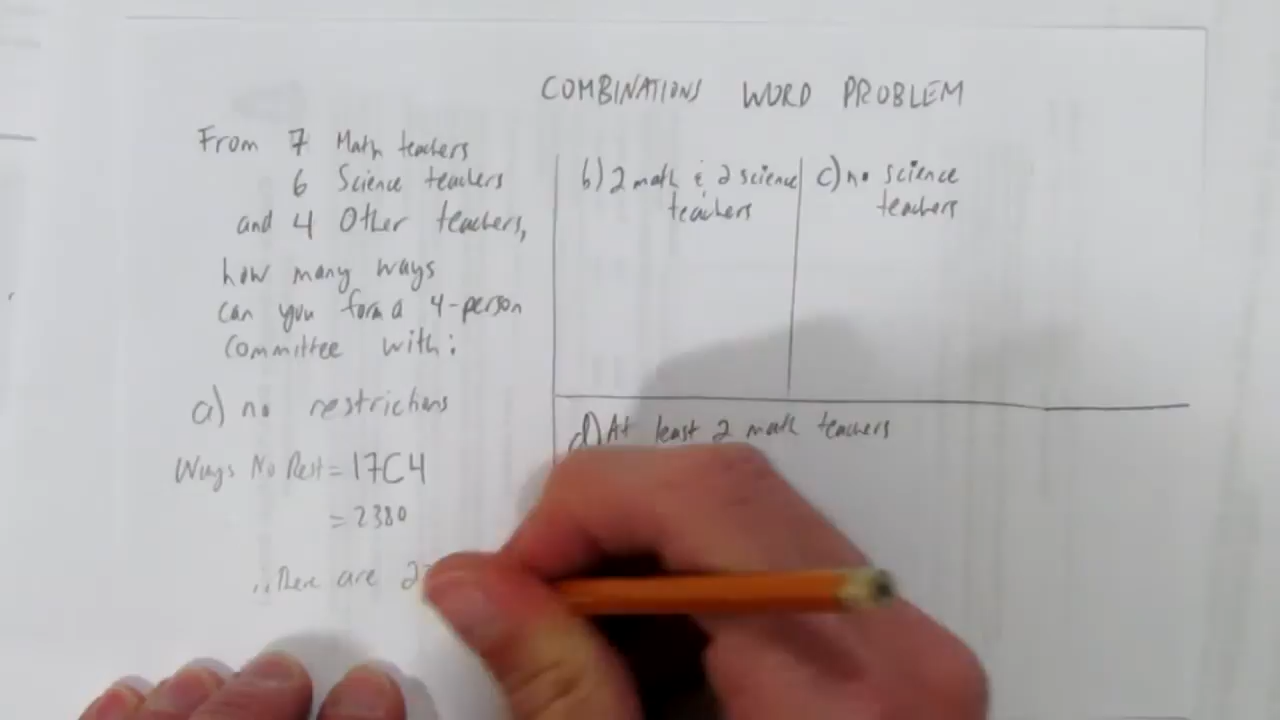 COMBINATIONS WORD PROBLEM
From 7 Math teachers
6 Science teachers
and 4 Other teachers,
how many ways
can you form a 4-person
Committee with:
a) no restrictions
Ways No Rest = 17C4
= 2380
∴ There are
b) 2 math & 2 science
teachers
c) no science
teachers
d) At least 2 math teachers